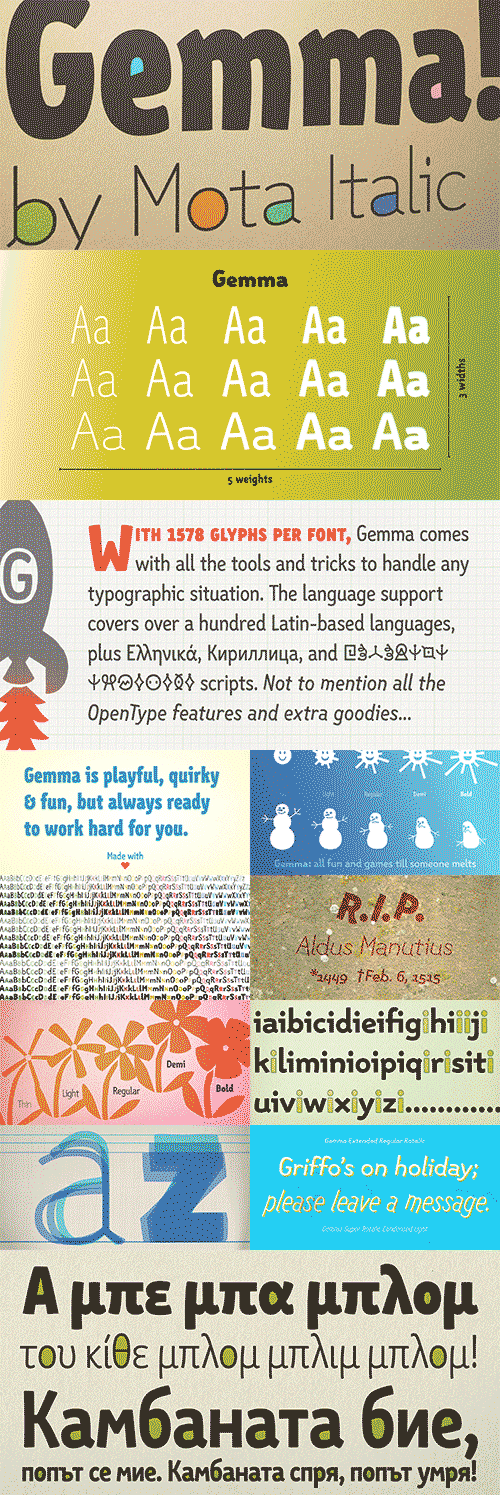 Gemma!
by Mota Italic
Gemma
Aa Aa Aa Aa Aa
Aa Aa Aa Aa Aa
Aa Aa Aa Aa Aa
3 widths
5 weights
G
WITH 1578 GLYPHS PER FONT, Gemma comes
with all the tools and tricks to handle any
typographic situation. The language support
covers over a hundred Latin-based languages,
plus Ελληνικά, Кириллица, and
scripts. Not to mention all the
OpenType features and extra goodies...
Gemma is playful, quirky
& fun, but always ready
to work hard for you.
Made with
Light Regular Demi Bold
Gemma: all fun and games till someone melts
R.I.P.
Aldus Manutius
*1449 †Feb. 6, 1515
Thin
Light
Regular
Demi
Bold
iaibicidieifigihiiiji
kiliminioipiqirisiti
uiviwixiyizi............
az
Gemma Extended Regular Rotalic
Griffo's on holiday;
please leave a message.
Gemma Super Rotalic Condensed Light
Α μπε μπα μπλομ
του κίθε μπλομ μπλιμ μπλομ!
Камбаната бие,
попът се мие. Камбаната спря, попът умря!